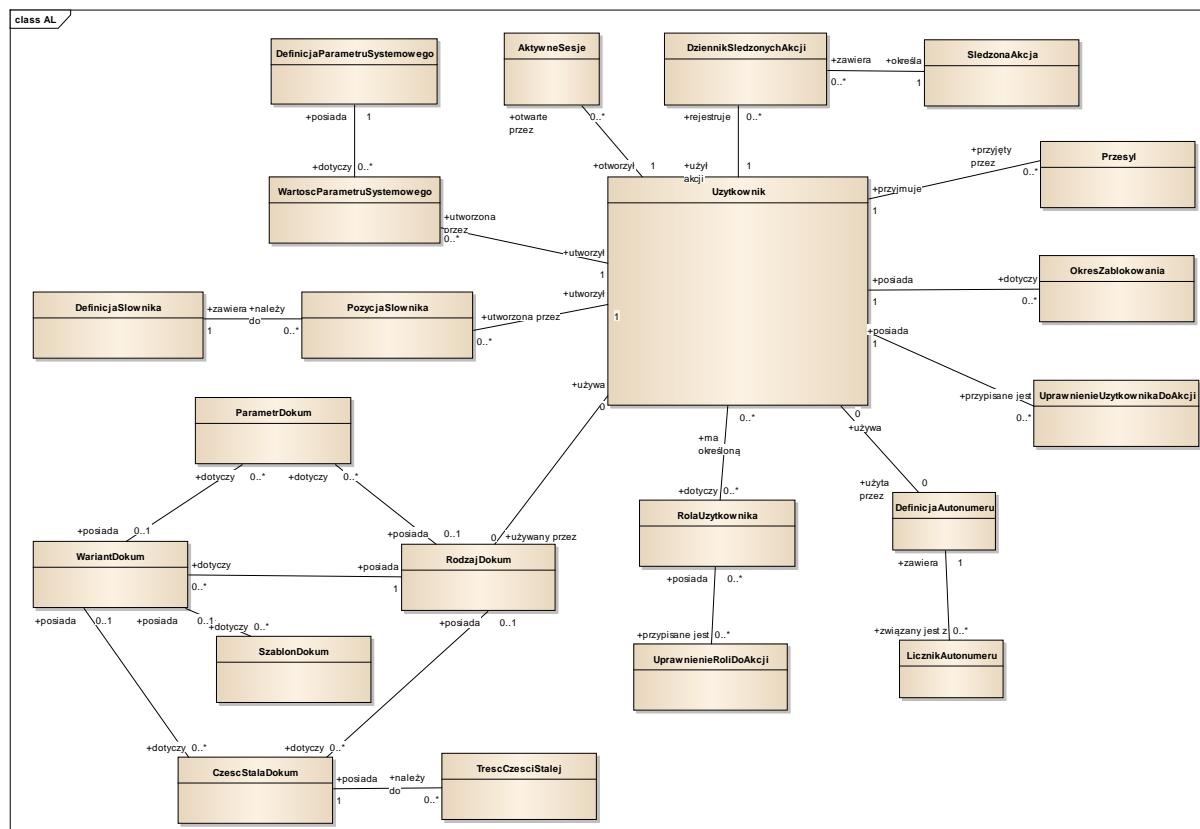 class AL
DefinicjaParametruSystemowego
+posiada 1
+dotyczy 0..*
WartoscParametruSystemowego
+utworzona
przez
0..*
+utworzył
1
AktywneSesje
+otwarte
przez
0..*
+otworzył
1
DziennikSledzonychAkcji
+rejestruje 0..*
+użył
akcji
1
+zawiera
0..*
+określa
1
SledzonaAkcja
Uzytkownik
+przyjmuje
1
+przyjęty
przez
0..*
Przesyl
+posiada
1
+dotyczy
0..*
OkresZablokowania
+posiada
1
+przypisane jest
0..*
UprawnienieUzytkownikaDoAkcji
DefinicjaSlownika
+zawiera
1
+należy
do
0..*
PozycjaSlownika
+utworzona przez
0..*
+utworzył
1
+używa
0
0 +używany przez
ParametrDokum
+dotyczy 0..*
+dotyczy 0..*
+posiada 0..1
+posiada 0..1
WariantDokum
+dotyczy
0..*
+posiada
1
RodzajDokum
+posiada 0..1
+posiada 0..1
+dotyczy 0..*
SzablonDokum
+posiada
0..1
+dotyczy 0..*
+dotyczy 0..*
CzescStalaDokum
+posiada
1
+należy
do
0..*
TrescCzesciStalej
0..*
+ma
określoną
+dotyczy 0..*
RolaUzytkownika
+posiada 0..*
+przypisane jest 0..*
UprawnienieRoliDoAkcji
0
+używa
+użyta
przez
0
DefinicjaAutonumeru
+zawiera 1
+związany jest z 0..*
LicznikAutonumeru